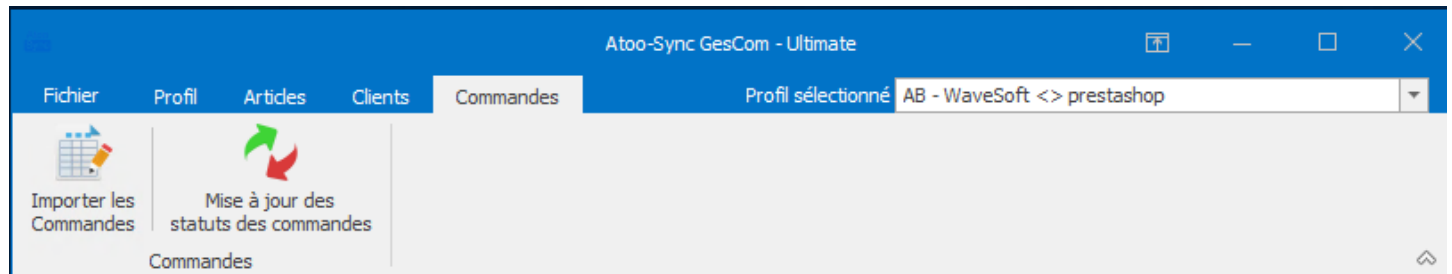 Atoo-Sync GesCom - Ultimate
Fichier Profil Articles Clients Commandes Profil sélectionné AB - WaveSoft <> prestashop
Importer les
Commandes
Mise à jour des
statuts des commandes
Commandes